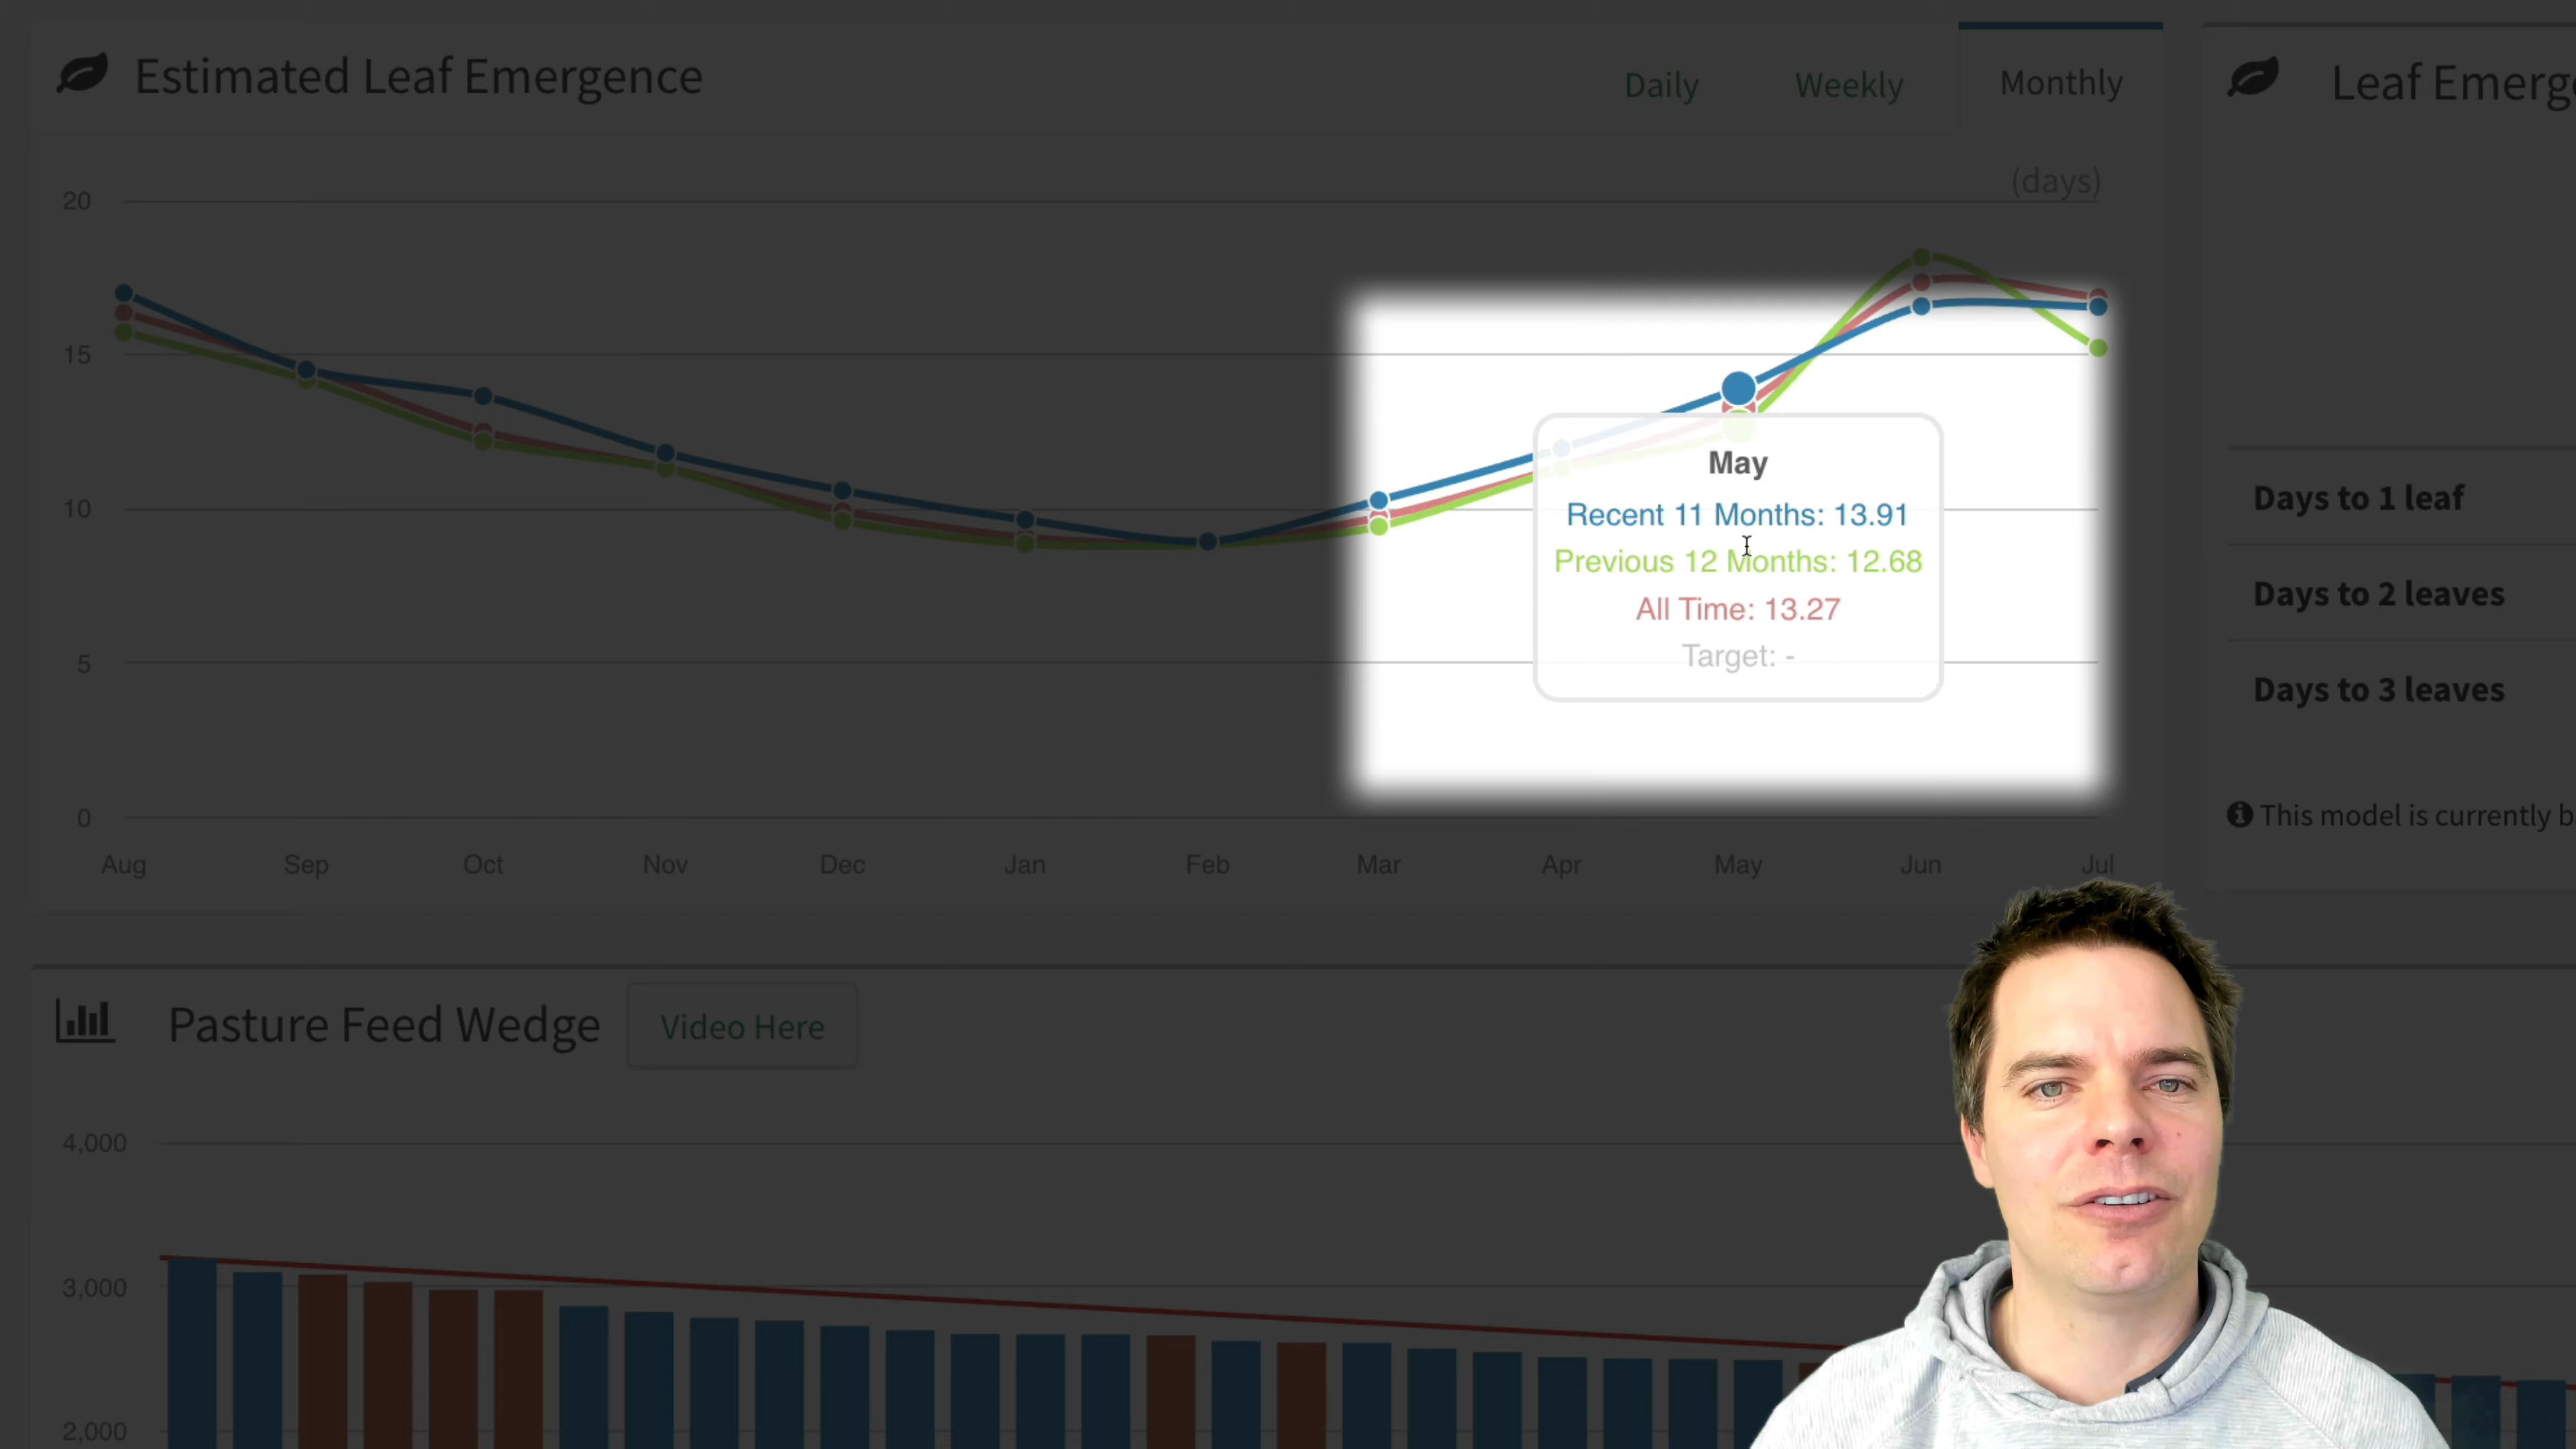 Estimated Leaf Emergence
Daily
Weekly
Monthly
(days)
20
15
10
5
0
Aug
Sep
Oct
Nov
Dec
Jan
Feb
Mar
Apr
May
Jun
Jul
May
Recent 11 Months: 13.91
Previous 12 Months: 12.68
All Time: 13.27
Target: -
Leaf Emerge
Days to 1 leaf
Days to 2 leaves
Days to 3 leaves
This model is currently b
Pasture Feed Wedge
Video Here
4,000
3,000
2,000